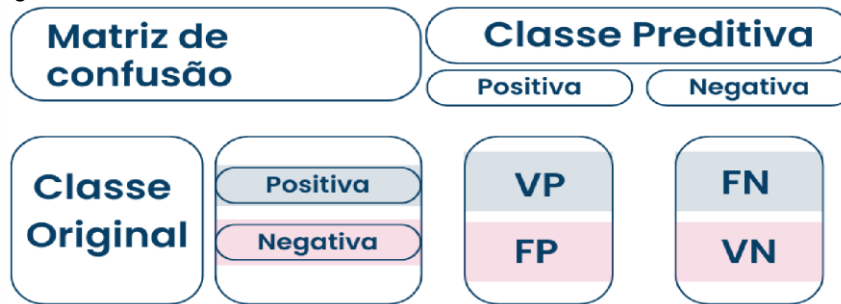 Matriz de
confusão
Classe Preditiva
Positiva
Negativa
Classe
Original
Positiva
Negativa
VP
FN
FP
VN